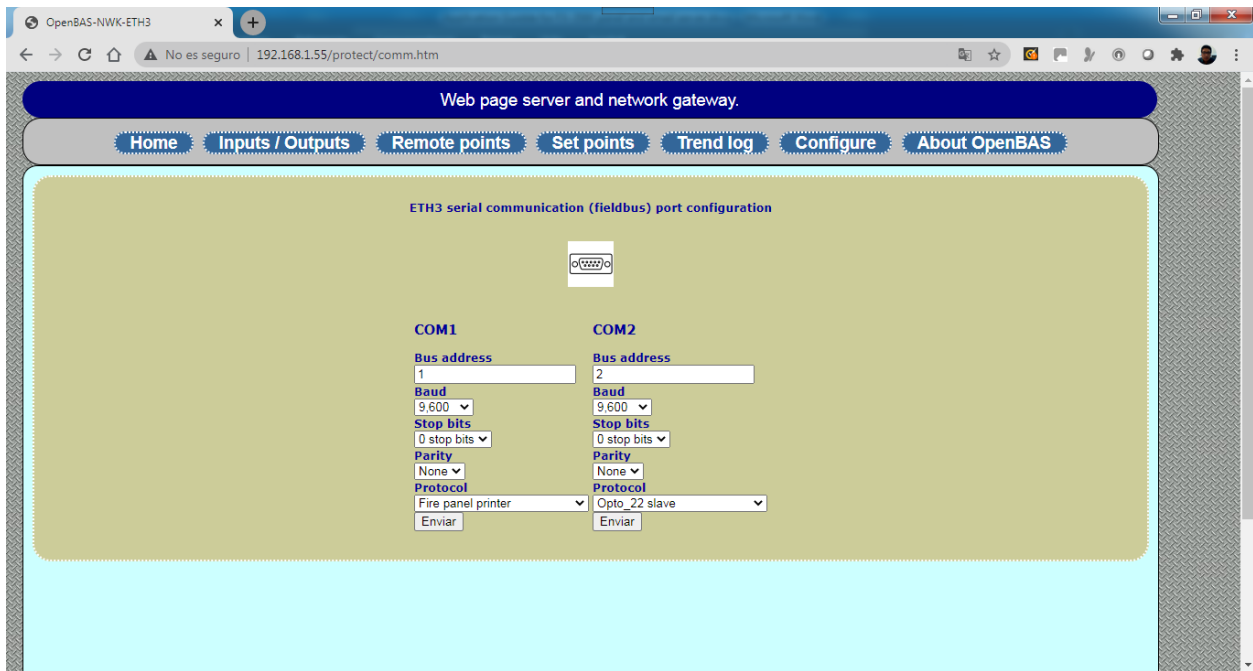 OpenBAS-NWK-ETH3
No es seguro | 192.168.1.55/protect/comm.htm
Web page server and network gateway.
Home Inputs / Outputs Remote points Set points Trend log Configure About OpenBAS
ETH3 serial communication (fieldbus) port configuration
COM1 COM2
Bus address Bus address
1 2
Baud Baud
9,600 9,600
Stop bits Stop bits
0 stop bits 0 stop bits
Parity Parity
None None
Protocol Protocol
Fire panel printer Opto_22 slave
Enviar Enviar